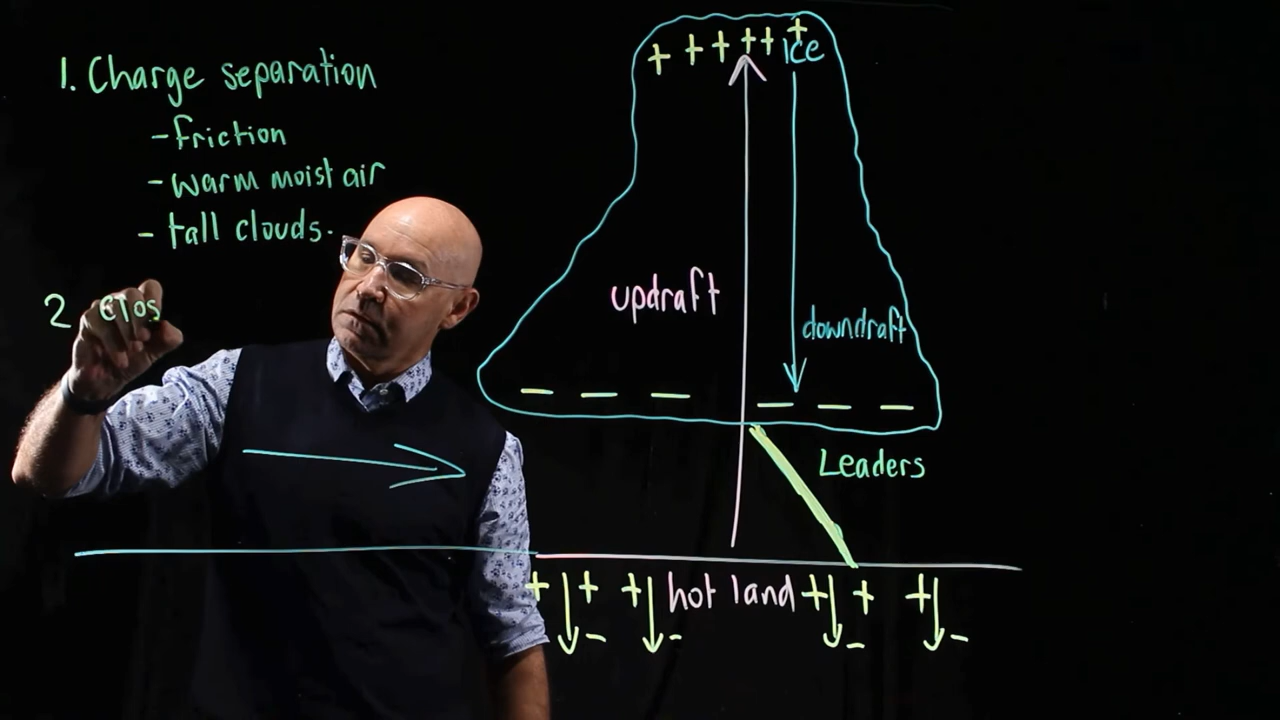 1. Charge separation
- friction
- warm moist air
- tall clouds.
2
+ + + + + +
ice
updraft
downdraft
- - - - - -
Leaders
+ + + hot land + + +
- - - -